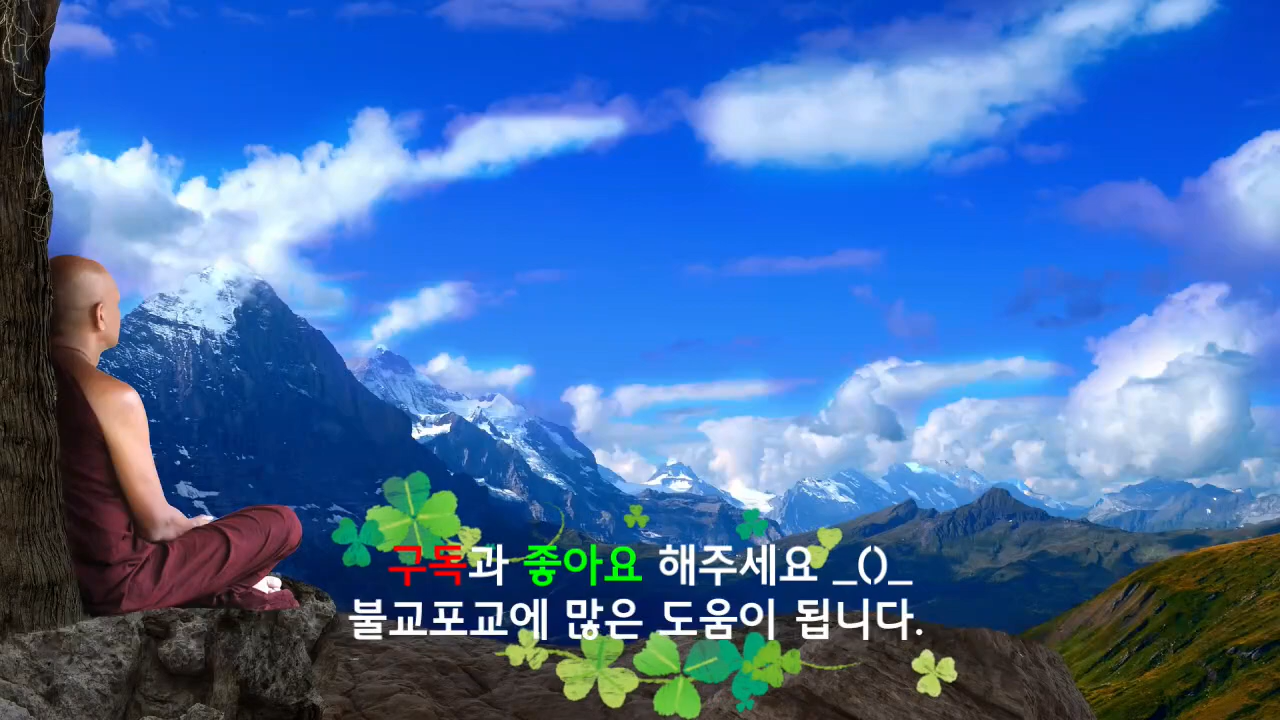 구독과 좋아요 해주세요 _()_
불교포교에 많은 도움이 됩니다.